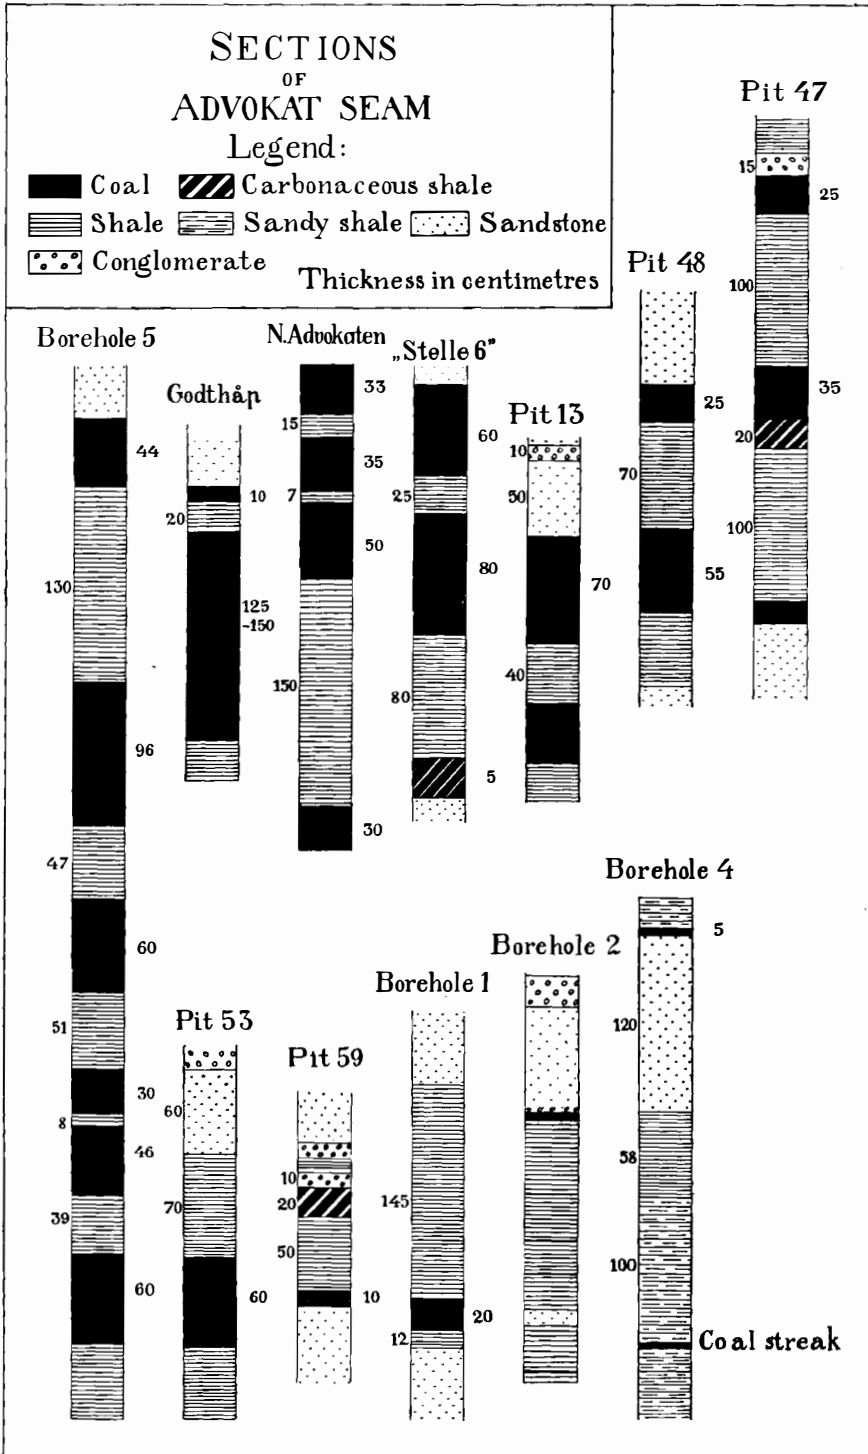 SECTIONS
OF
ADVOKAT SEAM
Legend:
Coal Carbonaceous shale
Shale Sandy shale Sandstone
Conglomerate
Thickness in centimetres
Pit 47
15
25
100
35
20
100
Pit 48
25
70
55
Borehole 5
44
130
96
47
60
51
30
8
46
39
60
Godthåp
10
20
125
-150
N. Advokaten
33
15
35
7
50
150
30
„Stelle 6"
60
25
80
80
5
Pit 13
10
50
70
40
Pit 53
60
70
60
Pit 59
10
20
50
10
Borehole 1
145
20
12
Borehole 2
Borehole 4
5
120
58
100
Coal streak